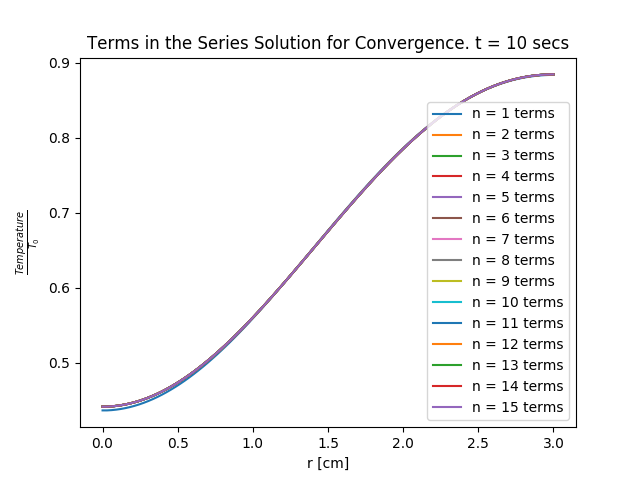 Terms in the Series Solution for Convergence. t = 10 secs
0.9
0.8
0.7
0.6
0.5
Temperature
T0
0.0 0.5 1.0 1.5 2.0 2.5 3.0
r [cm]
n = 1 terms
n = 2 terms
n = 3 terms
n = 4 terms
n = 5 terms
n = 6 terms
n = 7 terms
n = 8 terms
n = 9 terms
n = 10 terms
n = 11 terms
n = 12 terms
n = 13 terms
n = 14 terms
n = 15 terms